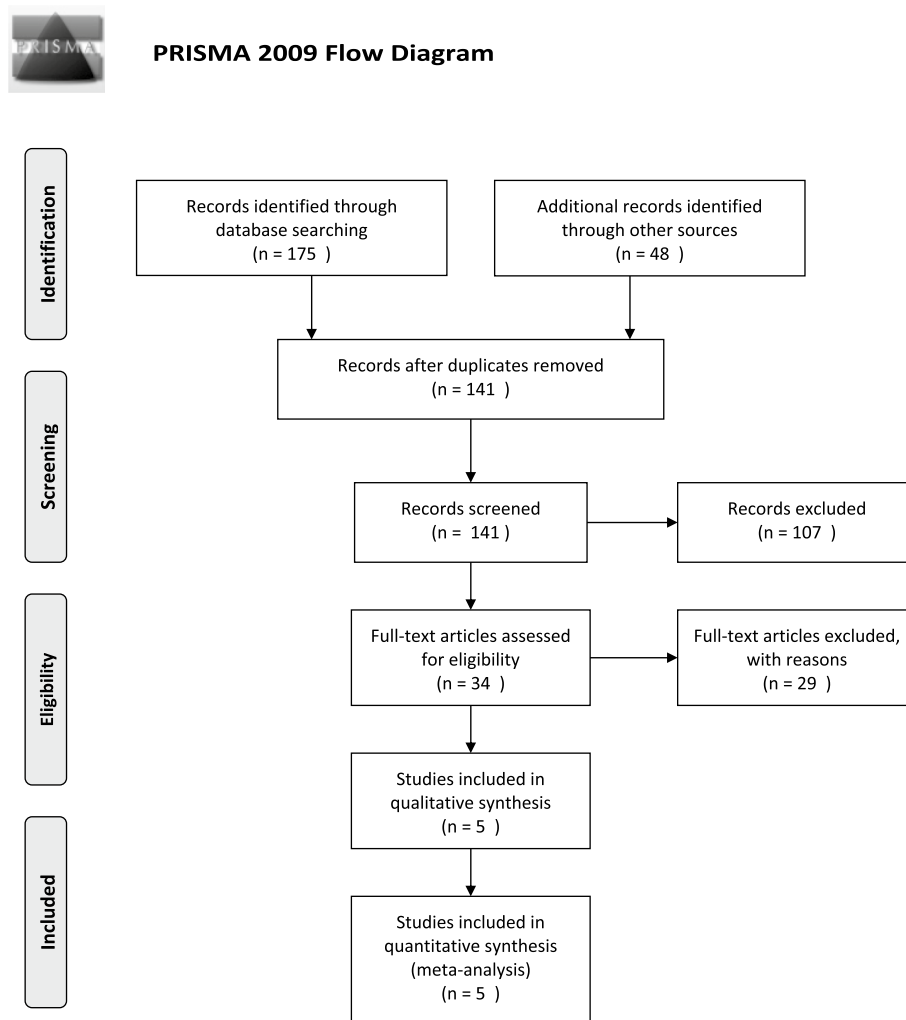 PRISMA
PRISMA 2009 Flow Diagram
Identification
Records identified through
database searching
(n = 175  )
Additional records identified
through other sources
(n = 48  )
Records after duplicates removed
(n = 141  )
Screening
Records screened
(n =  141 )
Records excluded
(n = 107  )
Eligibility
Full-text articles assessed
for eligibility
(n = 34  )
Full-text articles excluded,
with reasons
(n = 29  )
Studies included in
qualitative synthesis
(n = 5  )
Included
Studies included in
quantitative synthesis
(meta-analysis)
(n = 5  )